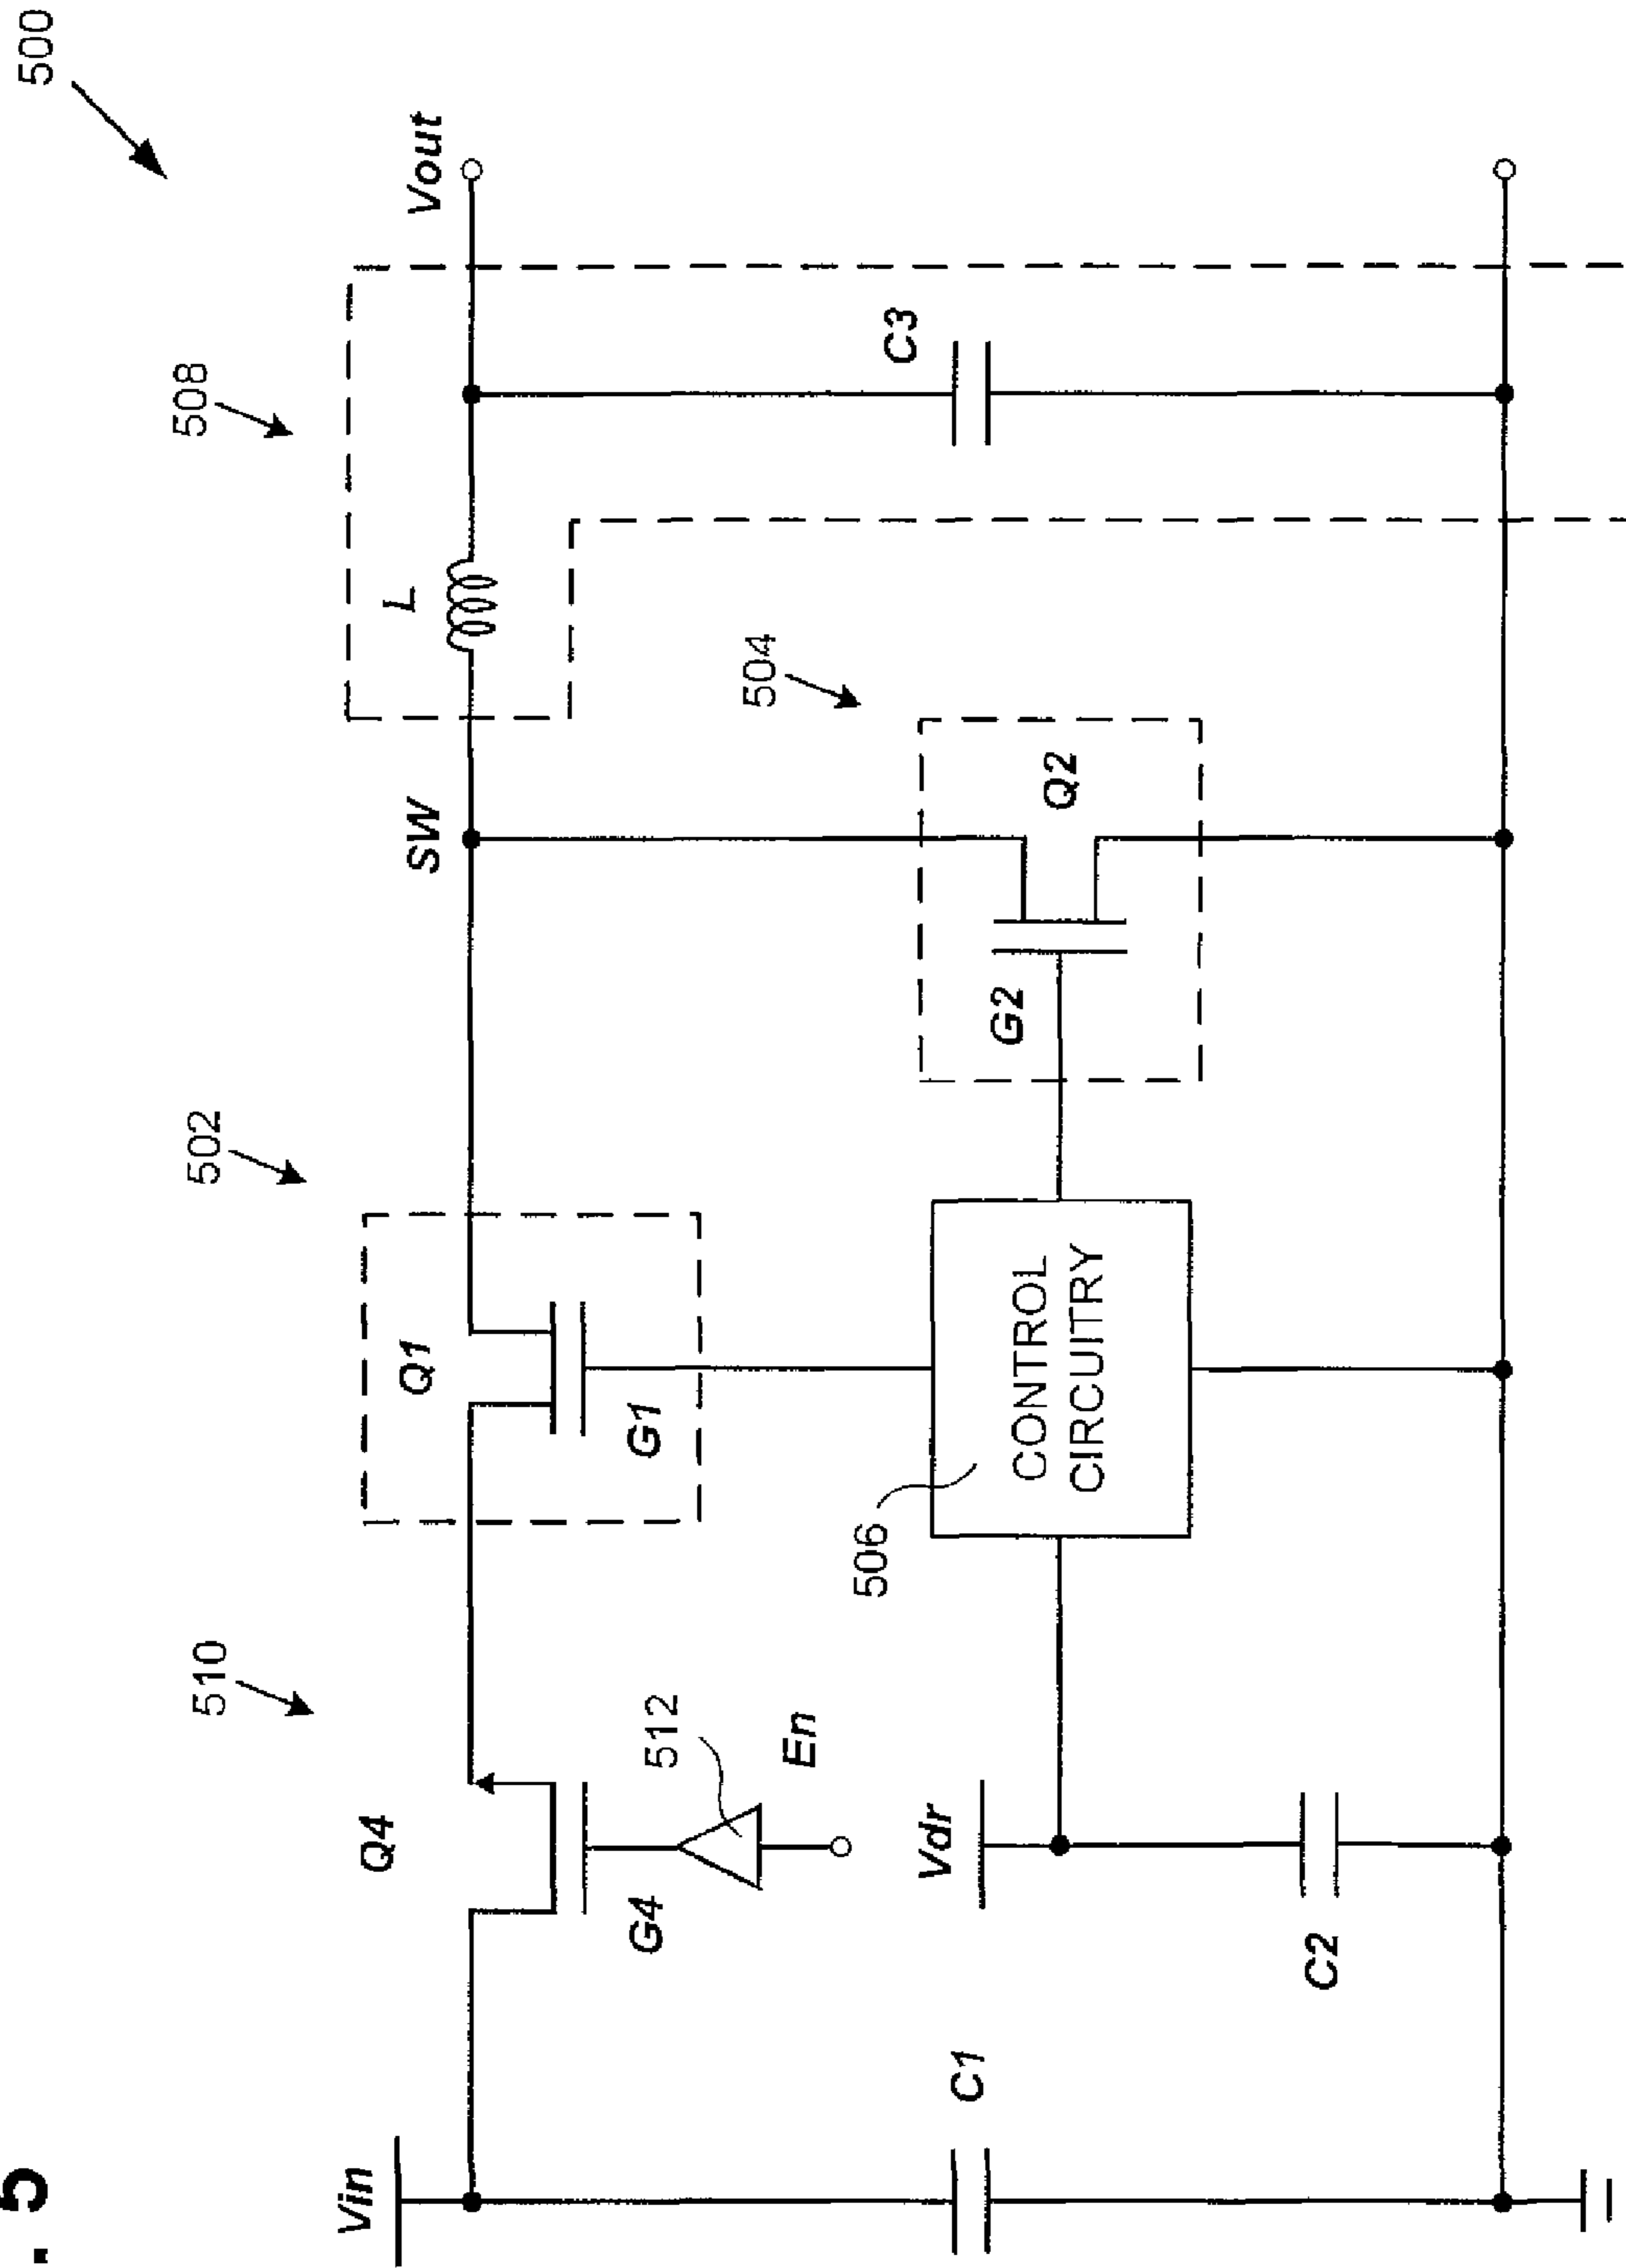 . 5
500
508
502
504
510
Vout
SW
L
Q1
Q4
Vin
C3
Q2
G2
G1
G4
512
En
506
CONTROL
CIRCUITRY
Vdr
C1
C2